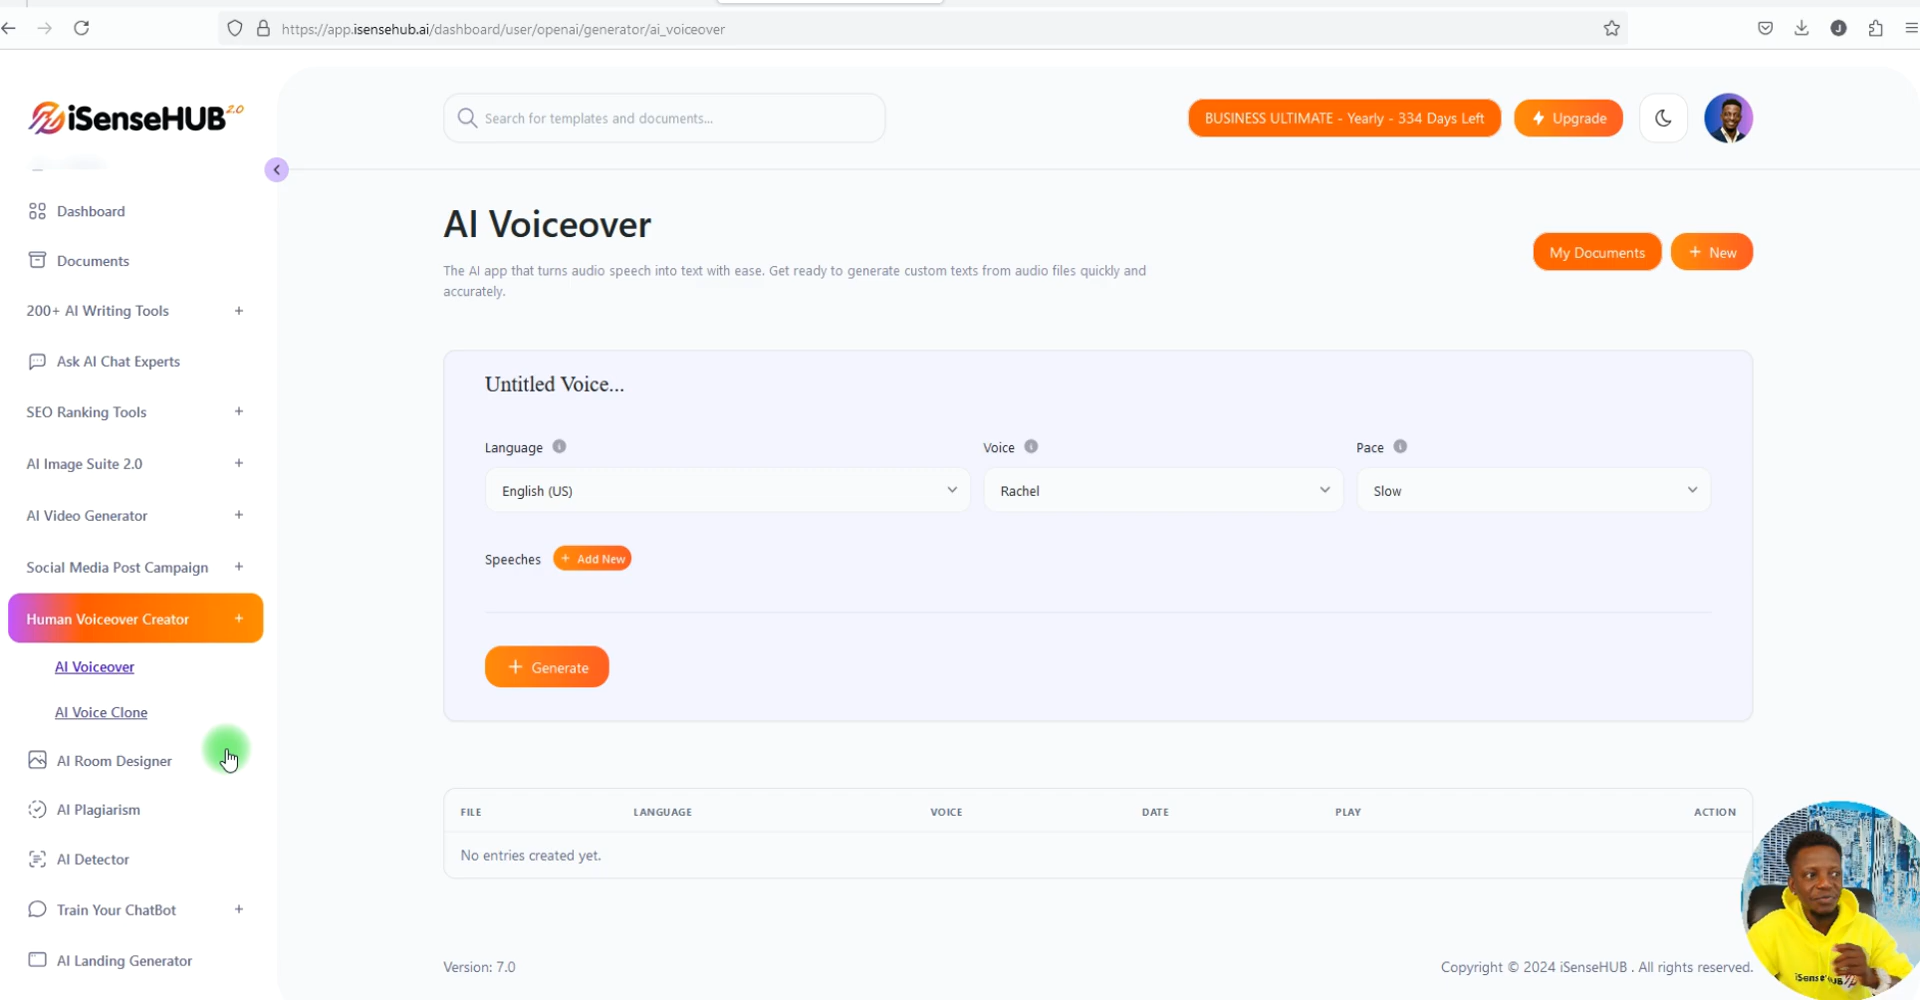 https://app.isensehub.ai/dashboard/user/openai/generator/ai_voiceover
iSenseHUB 2.0
Search for templates and documents...
BUSINESS ULTIMATE - Yearly - 334 Days Left
Upgrade
Dashboard
Documents
200+ AI Writing Tools +
Ask AI Chat Experts
SEO Ranking Tools +
AI Image Suite 2.0 +
AI Video Generator +
Social Media Post Campaign +
Human Voiceover Creator +
AI Voiceover
AI Voice Clone
AI Room Designer
AI Plagiarism
AI Detector
Train Your ChatBot +
AI Landing Generator
AI Voiceover
The AI app that turns audio speech into text with ease. Get ready to generate custom texts from audio files quickly and
accurately.
My Documents
+ New
Untitled Voice...
Language
Voice
Pace
English (US)
Rachel
Slow
Speeches
+ Add New
+ Generate
FILE LANGUAGE VOICE DATE PLAY ACTION
No entries created yet.
Version: 7.0
Copyright © 2024 iSenseHUB . All rights reserved.
J